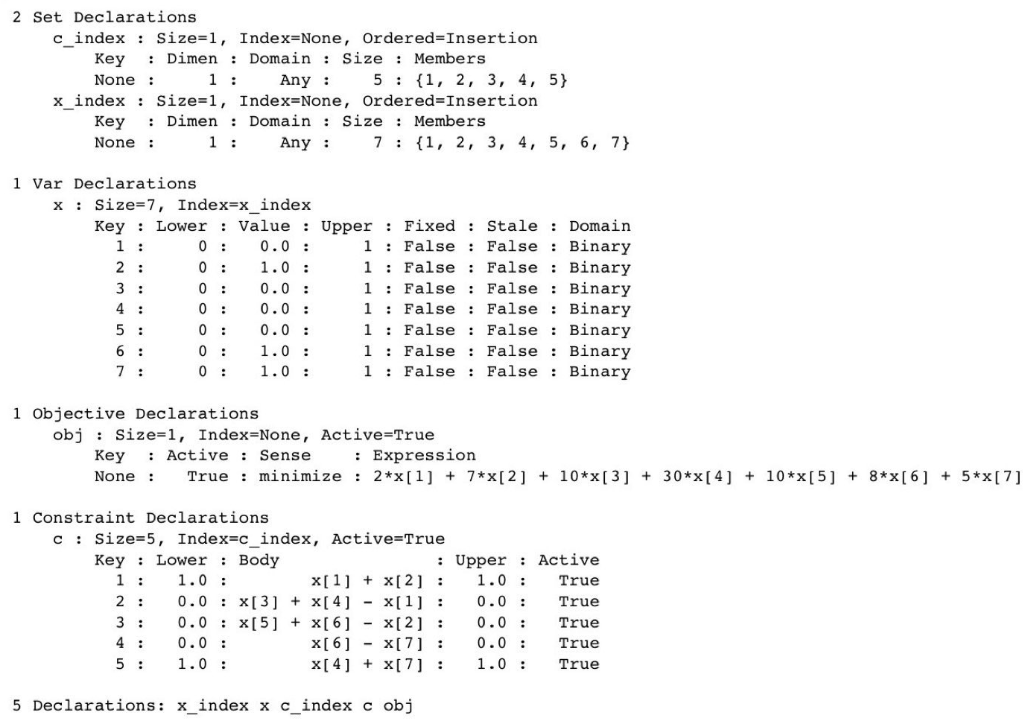 2 Set Declarations
    c_index : Size=1, Index=None, Ordered=Insertion
        Key  : Dimen : Domain : Size : Members
        None :     1 :    Any :    5 : {1, 2, 3, 4, 5}
    x_index : Size=1, Index=None, Ordered=Insertion
        Key  : Dimen : Domain : Size : Members
        None :     1 :    Any :    7 : {1, 2, 3, 4, 5, 6, 7}

1 Var Declarations
    x : Size=7, Index=x_index
        Key : Lower : Value : Upper : Fixed : Stale : Domain
          1 :     0 :   0.0 :     1 : False : False : Binary
          2 :     0 :   1.0 :     1 : False : False : Binary
          3 :     0 :   0.0 :     1 : False : False : Binary
          4 :     0 :   0.0 :     1 : False : False : Binary
          5 :     0 :   0.0 :     1 : False : False : Binary
          6 :     0 :   1.0 :     1 : False : False : Binary
          7 :     0 :   1.0 :     1 : False : False : Binary

1 Objective Declarations
    obj : Size=1, Index=None, Active=True
        Key  : Active : Sense    : Expression
        None :   True : minimize : 2*x[1] + 7*x[2] + 10*x[3] + 30*x[4] + 10*x[5] + 8*x[6] + 5*x[7]

1 Constraint Declarations
    c : Size=5, Index=c_index, Active=True
        Key : Lower : Body               : Upper : Active
          1 :   1.0 :        x[1] + x[2] :   1.0 :   True
          2 :   0.0 : x[3] + x[4] - x[1] :   0.0 :   True
          3 :   0.0 : x[5] + x[6] - x[2] :   0.0 :   True
          4 :   0.0 :        x[6] - x[7] :   0.0 :   True
          5 :   1.0 :        x[4] + x[7] :   1.0 :   True

5 Declarations: x_index x c_index c obj